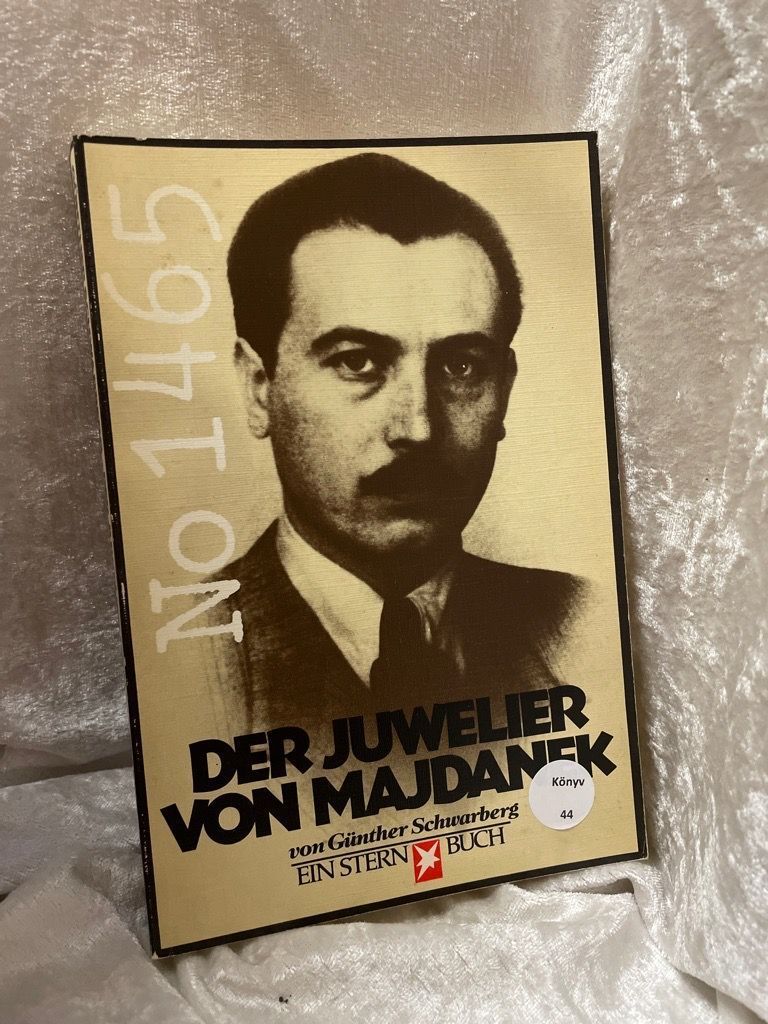 No 1465
DER JUWELIER
VON MAJDANEK
von Günther Schwarberg
EIN STERN BUCH
Könyv
44